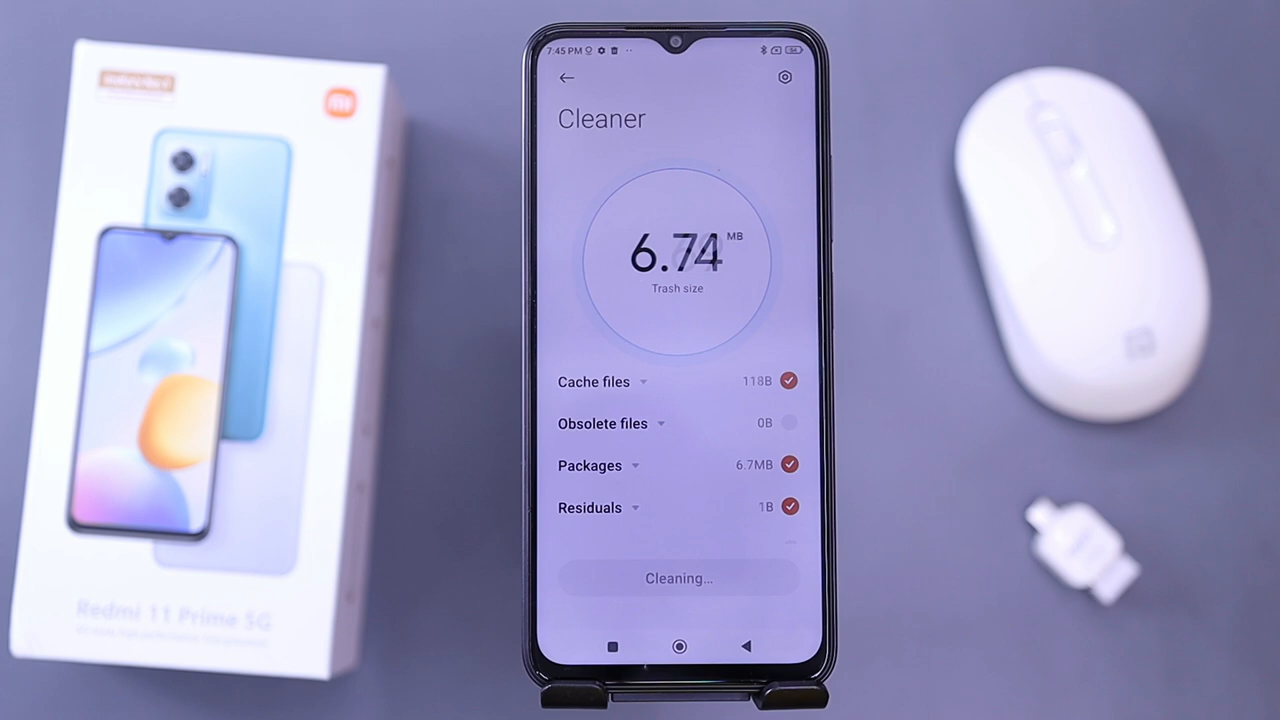 Redmi 11 Prime 5G
7:45 PM
54
Cleaner
6.74 MB
Trash size
Cache files 118B
Obsolete files 0B
Packages 6.7MB
Residuals 1B
Cleaning...